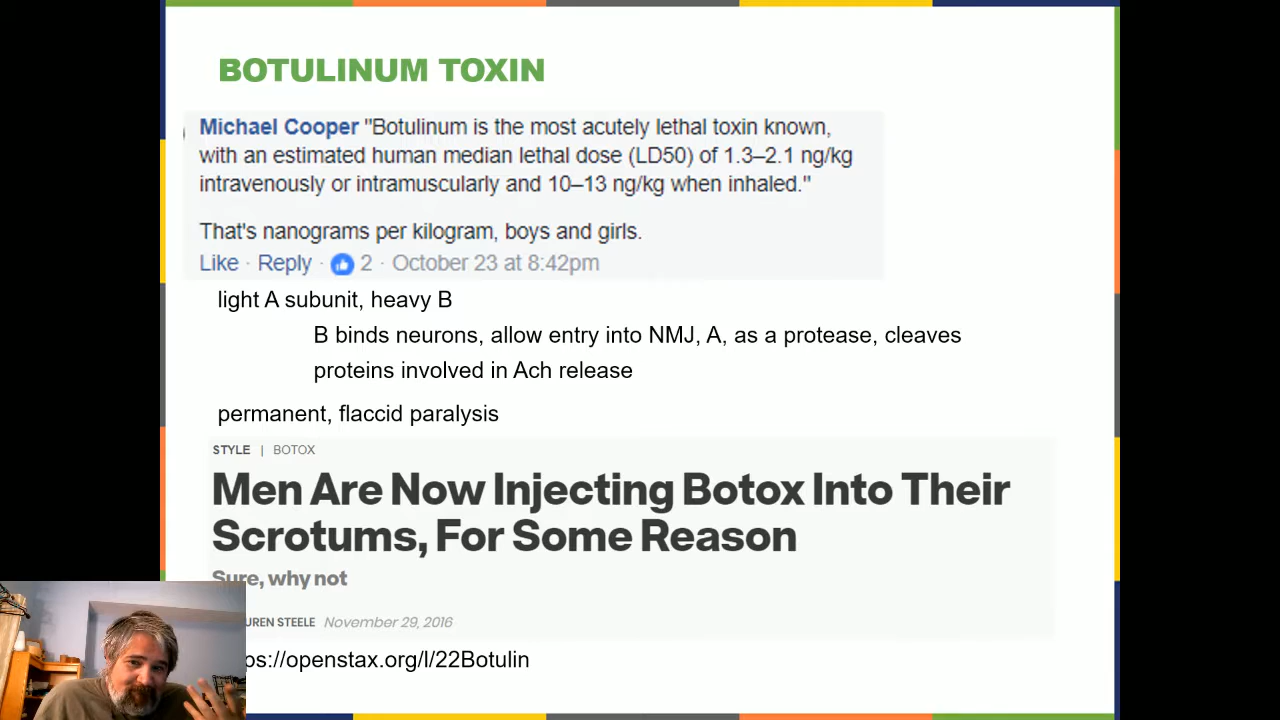 BOTULINUM TOXIN
Michael Cooper "Botulinum is the most acutely lethal toxin known,
with an estimated human median lethal dose (LD50) of 1.3–2.1 ng/kg
intravenously or intramuscularly and 10–13 ng/kg when inhaled."
That's nanograms per kilogram, boys and girls.
Like · Reply · 2 · October 23 at 8:42pm
light A subunit, heavy B
B binds neurons, allow entry into NMJ, A, as a protease, cleaves
proteins involved in Ach release
permanent, flaccid paralysis
STYLE | BOTOX
Men Are Now Injecting Botox Into Their
Scrotums, For Some Reason
Sure, why not
UREN STEELE November 29, 2016
ps://openstax.org/l/22Botulin